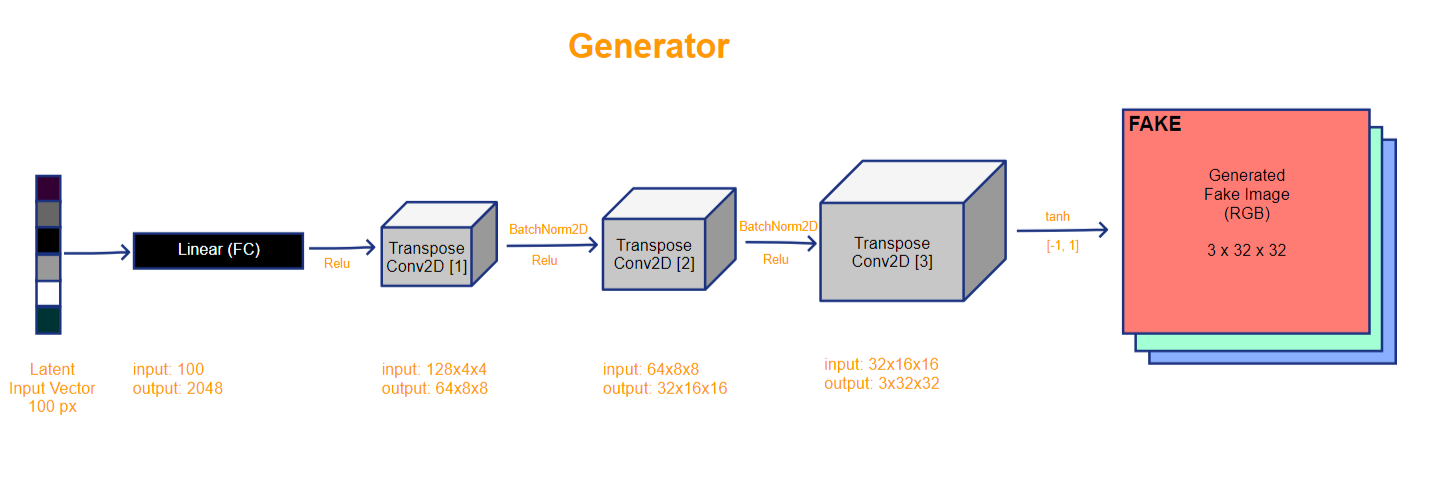 Generator
Latent
Input Vector
100 px
Linear (FC)
input: 100
output: 2048
Relu
Transpose
Conv2D [1]
input: 128x4x4
output: 64x8x8
BatchNorm2D
Relu
Transpose
Conv2D [2]
input: 64x8x8
output: 32x16x16
BatchNorm2D
Relu
Transpose
Conv2D [3]
input: 32x16x16
output: 3x32x32
tanh
[-1, 1]
FAKE
Generated
Fake Image
(RGB)
3 x 32 x 32